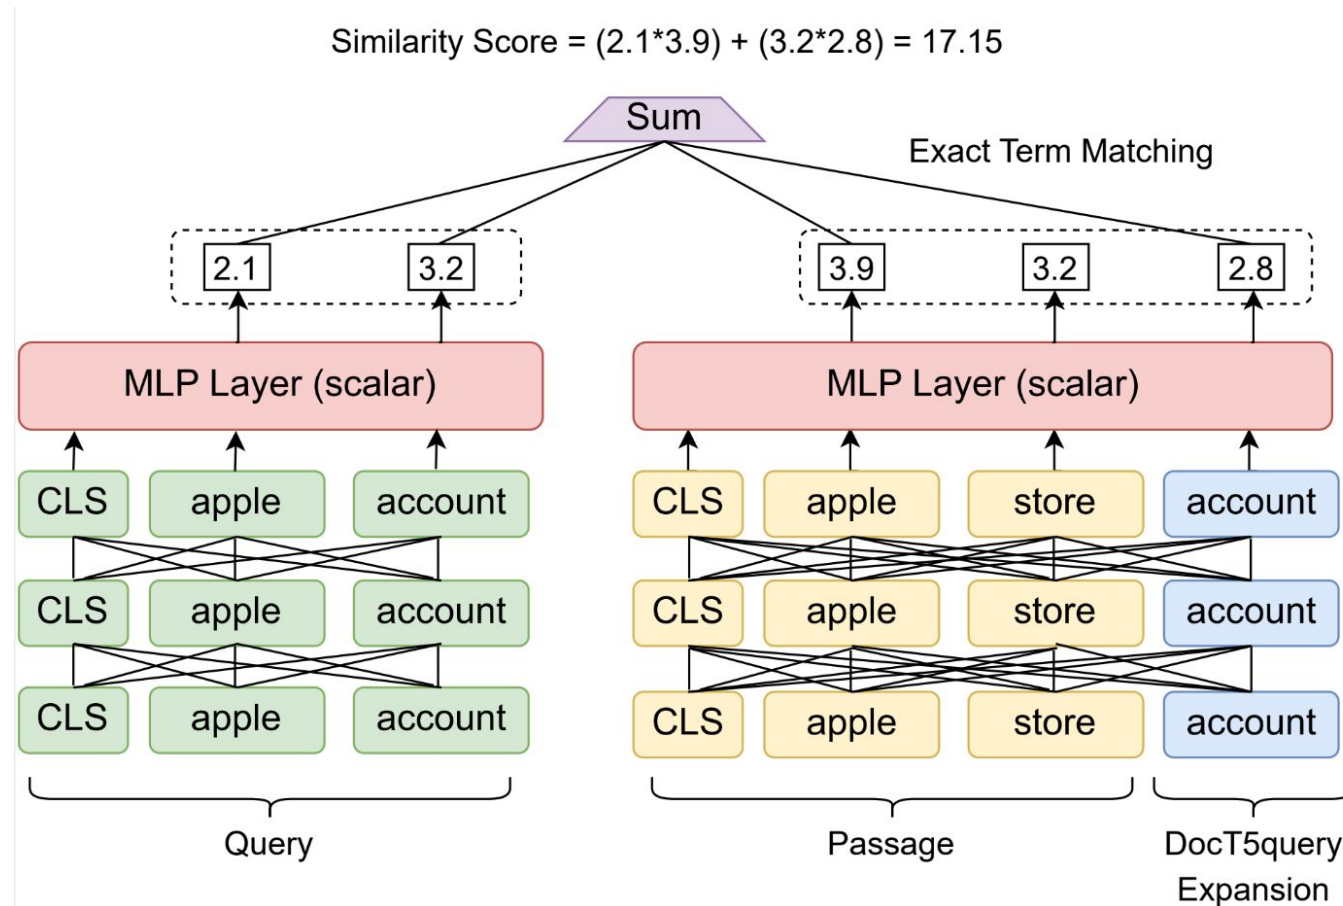 Similarity Score = (2.1*3.9) + (3.2*2.8) = 17.15
Sum
Exact Term Matching
2.1 3.2 3.9 3.2 2.8
MLP Layer (scalar) MLP Layer (scalar)
CLS apple account CLS apple store account
CLS apple account CLS apple store account
CLS apple account CLS apple store account
Query Passage DocT5query
Expansion